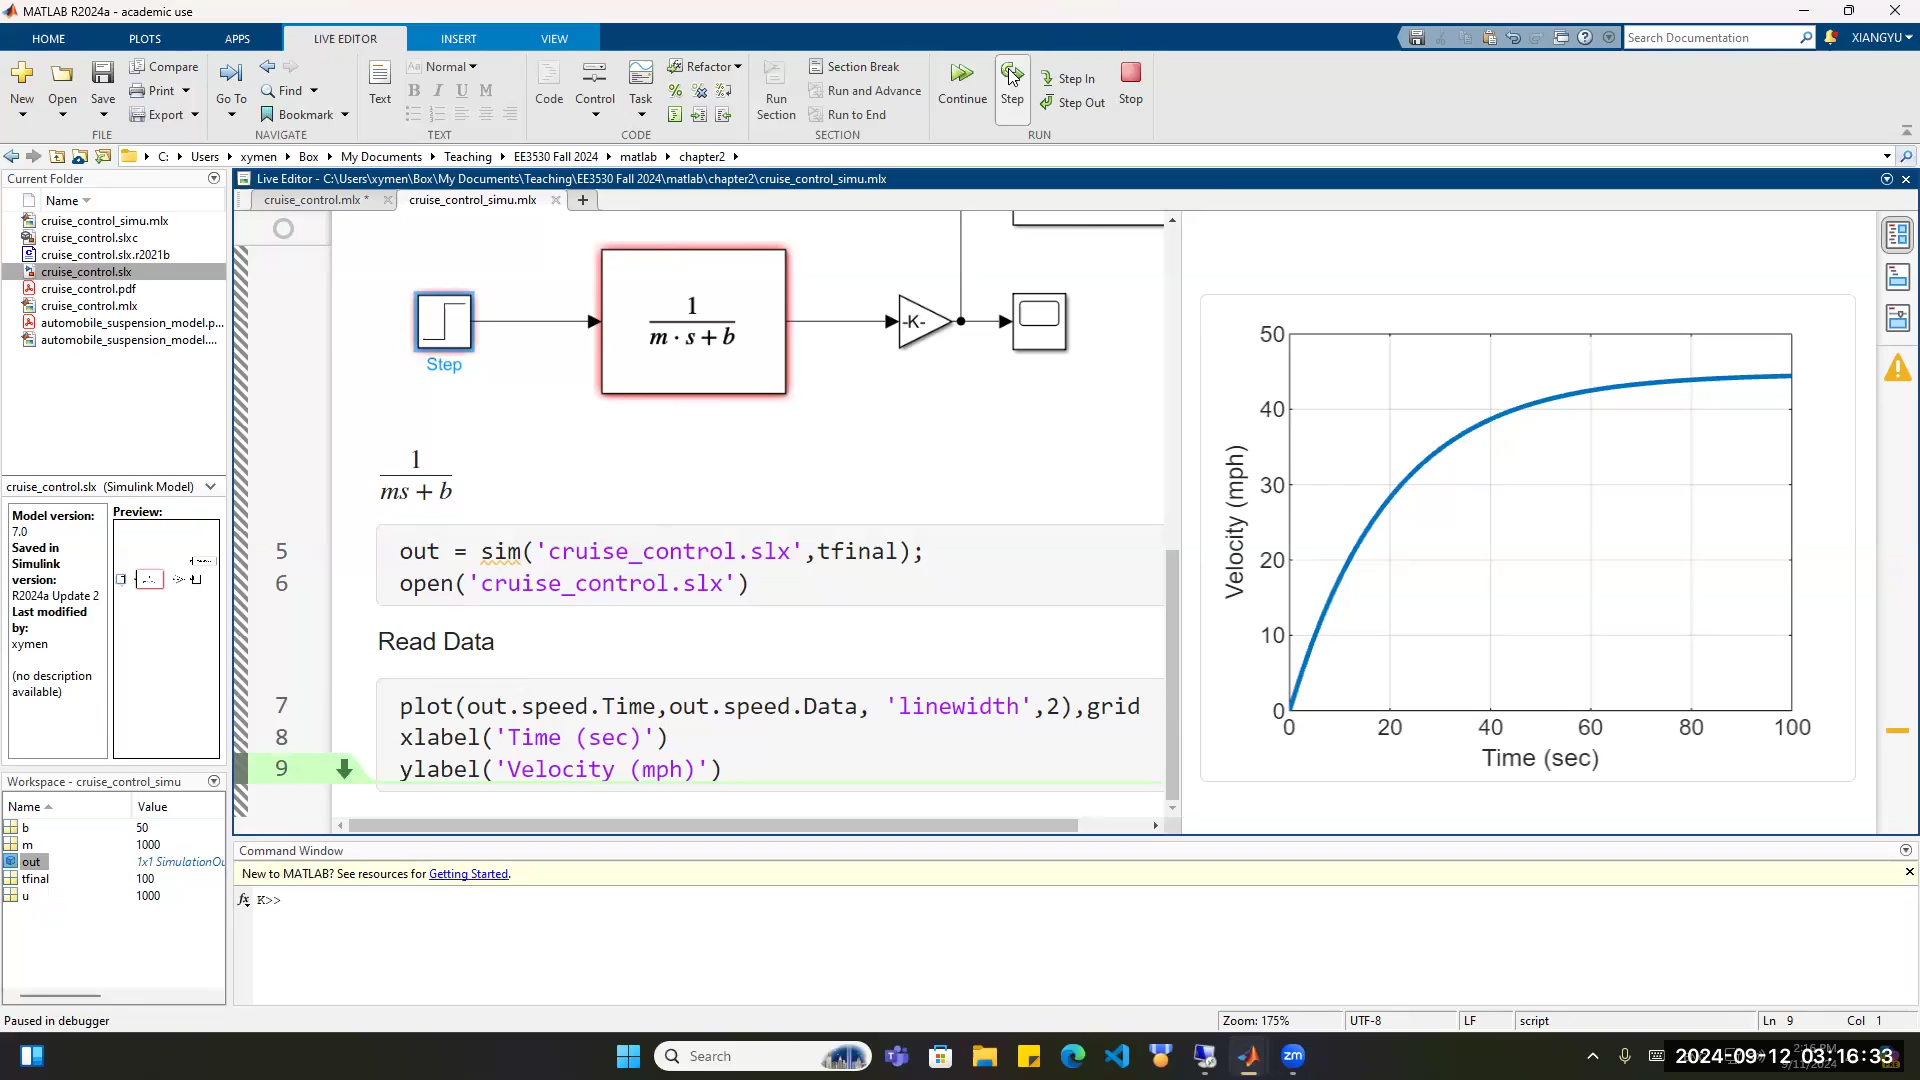 MATLAB R2024a - academic use
HOME PLOTS APPS LIVE EDITOR INSERT VIEW
Search Documentation XIANGYU
New Open Save Compare Print Export
Go To Find Bookmark
Text Normal B I U M
Code Control Task Refactor
Run Section Section Break Run and Advance Run to End
Continue Step Step In Step Out Stop
FILE NAVIGATE TEXT CODE SECTION RUN
C: Users xymen Box My Documents Teaching EE3530 Fall 2024 matlab chapter2
Current Folder
Name
cruise_control_simu.mlx
cruise_control.slxc
cruise_control.slx.r2021b
cruise_control.slx
cruise_control.pdf
cruise_control.mlx
automobile_suspension_model.p...
automobile_suspension_model....
cruise_control.slx (Simulink Model)
Model version:
7.0
Saved in
Simulink
version:
R2024a Update 2
Last modified
by:
xymen
(no description
available)
Preview:
Workspace - cruise_control_simu
Name Value
b 50
m 1000
out 1x1 SimulationOu
tfinal 100
u 1000
Live Editor - C:\Users\xymen\Box\My Documents\Teaching\EE3530 Fall 2024\matlab\chapter2\cruise_control_simu.mlx
cruise_control.mlx * cruise_control_simu.mlx
Step
1
m · s + b
-K-
1
ms + b
5 out = sim('cruise_control.slx',tfinal);
6 open('cruise_control.slx')
Read Data
7 plot(out.speed.Time,out.speed.Data, 'linewidth',2),grid
8 xlabel('Time (sec)')
9 ylabel('Velocity (mph)')
50
40
30
20
10
0
Velocity (mph)
0 20 40 60 80 100
Time (sec)
Command Window
New to MATLAB? See resources for Getting Started.
fx K>>
Paused in debugger
Zoom: 175% UTF-8 LF script Ln 9 Col 1
Search
zm
2024-09-12 03:16:33